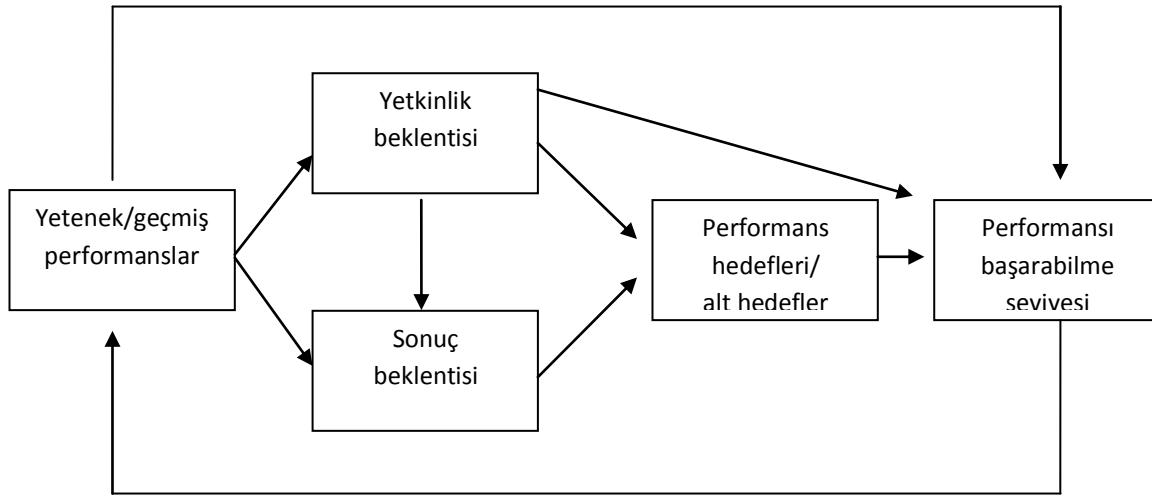 Yetkinlik
beklentisi
Yetenek/geçmiş
performanslar
Performans
hedefleri/
alt hedefler
Performansı
başarabilme
seviyesi
Sonuç
beklentisi